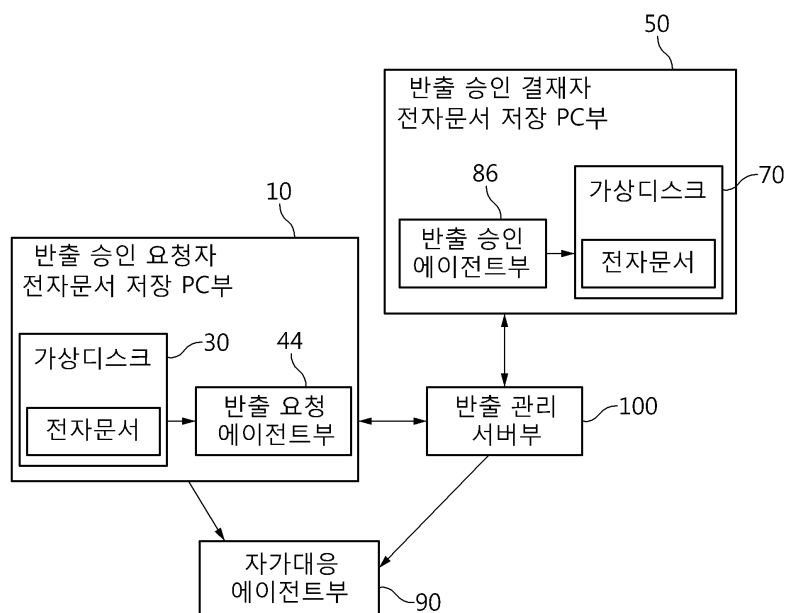 50
반출 승인 결재자
전자문서 저장 PC부
86
반출 승인
에이전트부
가상디스크
70
전자문서
10
반출 승인 요청자
전자문서 저장 PC부
가상디스크
30
전자문서
44
반출 요청
에이전트부
반출 관리
서버부
100
자가대응
에이전트부
90